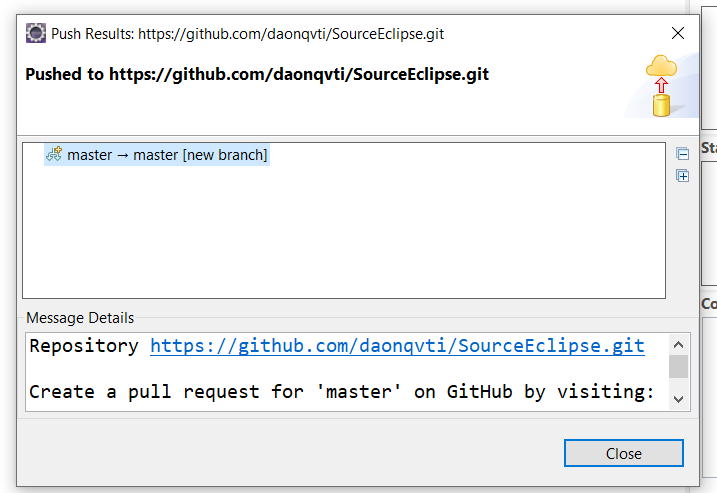 Push Results: https://github.com/daonqvti/SourceEclipse.git
Pushed to https://github.com/daonqvti/SourceEclipse.git
master → master [new branch]
Sta
Message Details
Co
Repository https://github.com/daonqvti/SourceEclipse.git
Create a pull request for 'master' on GitHub by visiting:
Close